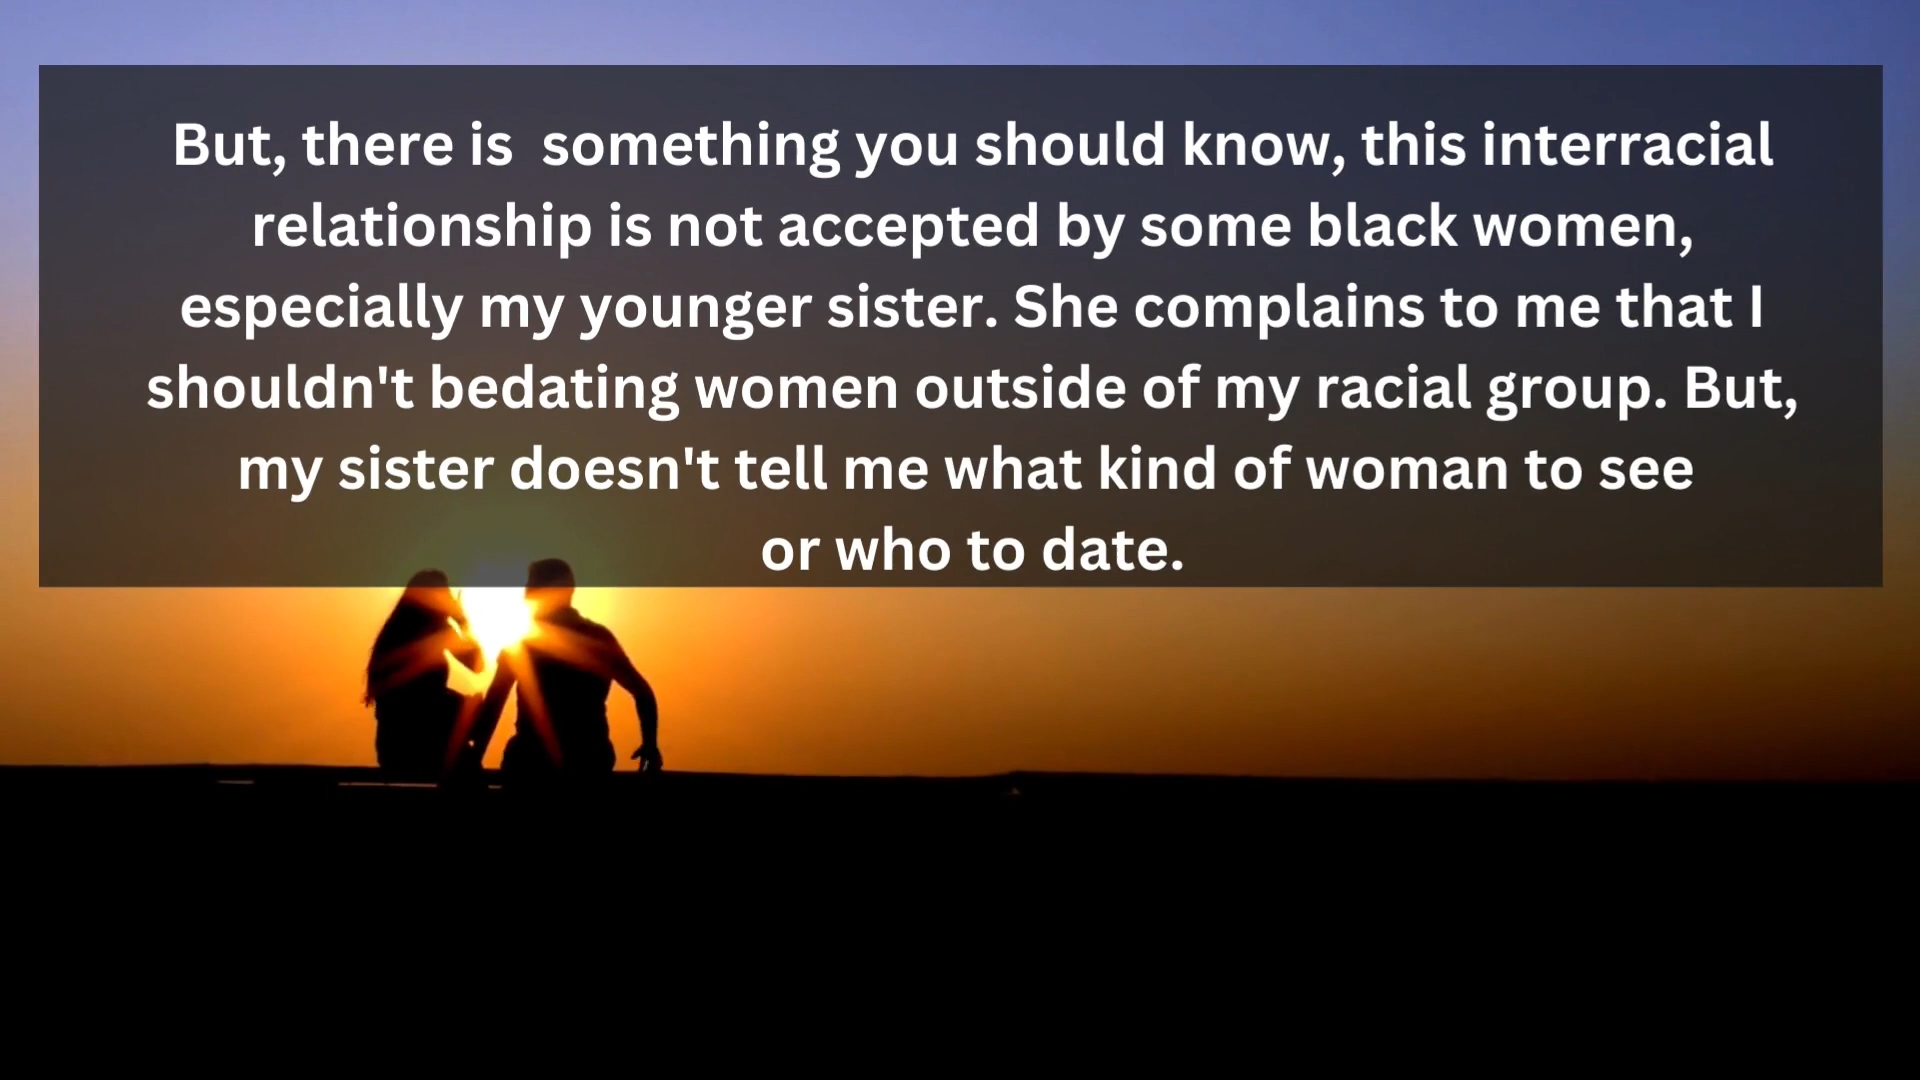 But, there is  something you should know, this interracial
relationship is not accepted by some black women,
especially my younger sister. She complains to me that I
shouldn't bedating women outside of my racial group. But,
my sister doesn't tell me what kind of woman to see
or who to date.